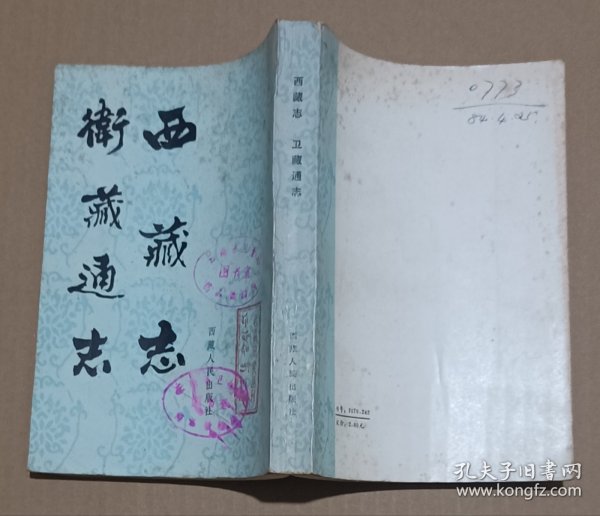 西藏志
衛藏通志
西藏人民出版社
西藏志 卫藏通志
西藏人民出版社
0773
84.4.25.
孔夫子旧书网
www.kongfz.com